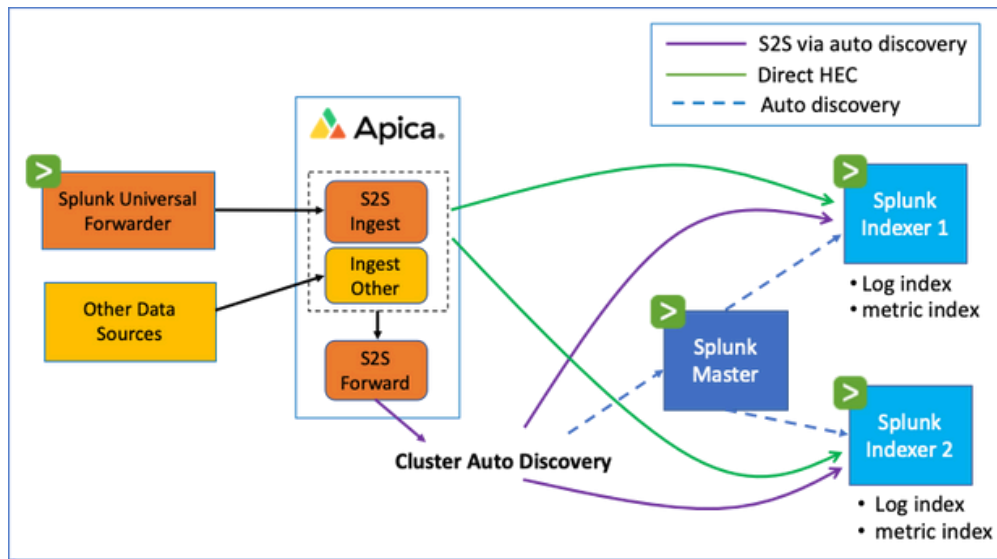 S2S via auto discovery
Direct HEC
Auto discovery
Apica®
Splunk Universal
Forwarder
S2S
Ingest
Ingest
Other
Other Data
Sources
S2S
Forward
Cluster Auto Discovery
Splunk
Master
Splunk
Indexer 1
• Log index
• metric index
Splunk
Indexer 2
• Log index
• metric index